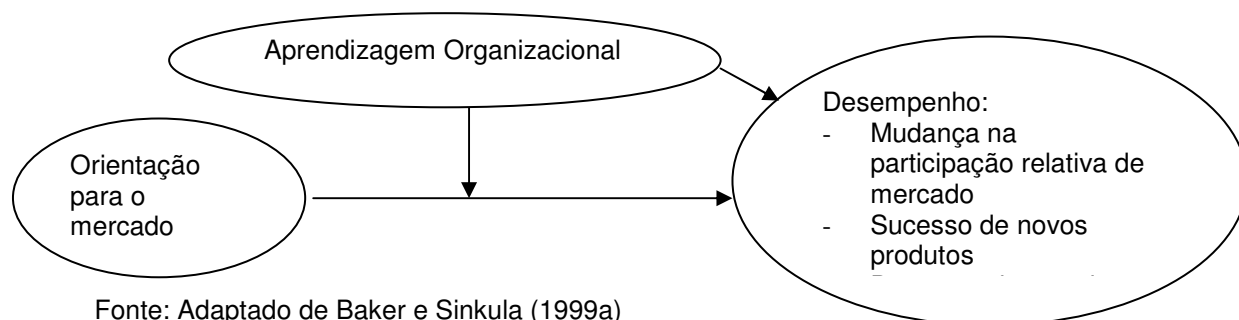 Aprendizagem Organizacional
Orientação
para o
mercado
Desempenho:
- Mudança na
participação relativa de
mercado
- Sucesso de novos
produtos
Fonte: Adaptado de Baker e Sinkula (1999a)